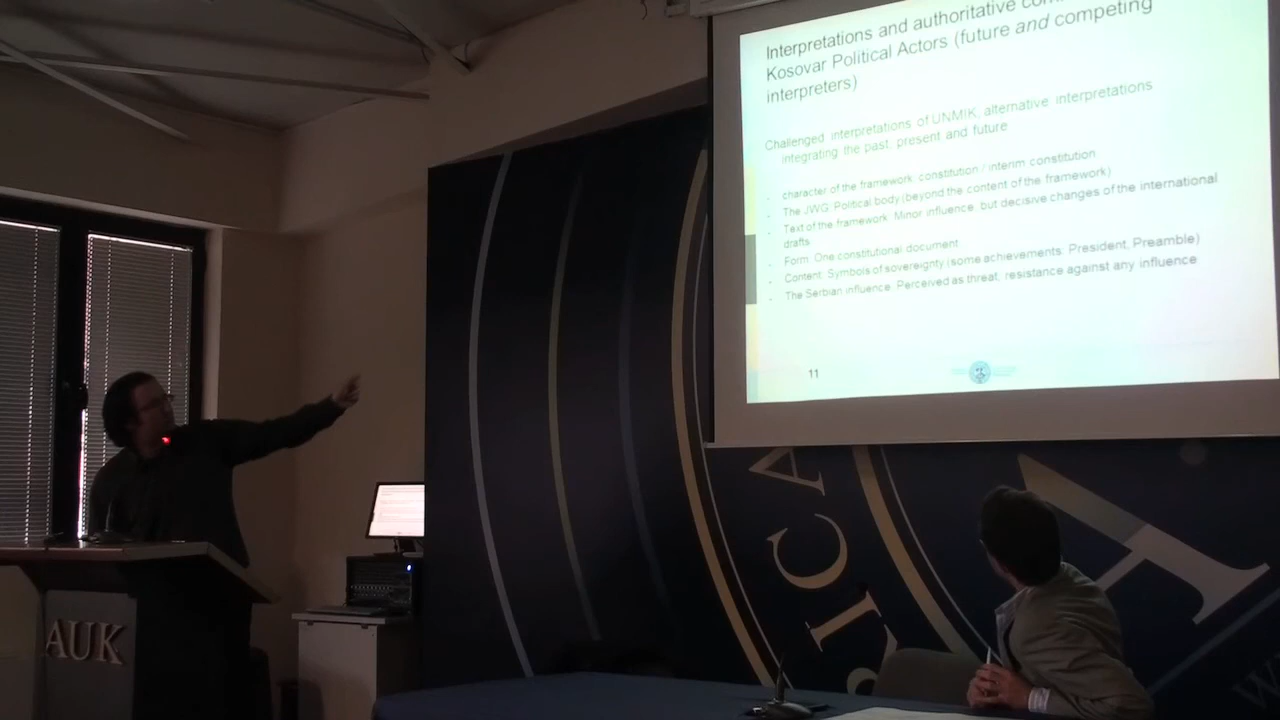 Interpretations and authoritative
Kosovar Political Actors (future and competing
interpreters)
Challenged interpretations of UNMIK, alternative interpretations
integrating the past, present and future
- character of the framework: constitution / interim constitution
- The JWG: Political body (beyond the content of the framework)
- Text of the framework: Minor influence, but decisive changes of the international
drafts
- Form: One constitutional document
- Content: Symbols of sovereignty (some achievements: President, Preamble)
- The Serbian influence: Perceived as threat, resistance against any influence
11
AUK
RICA
A